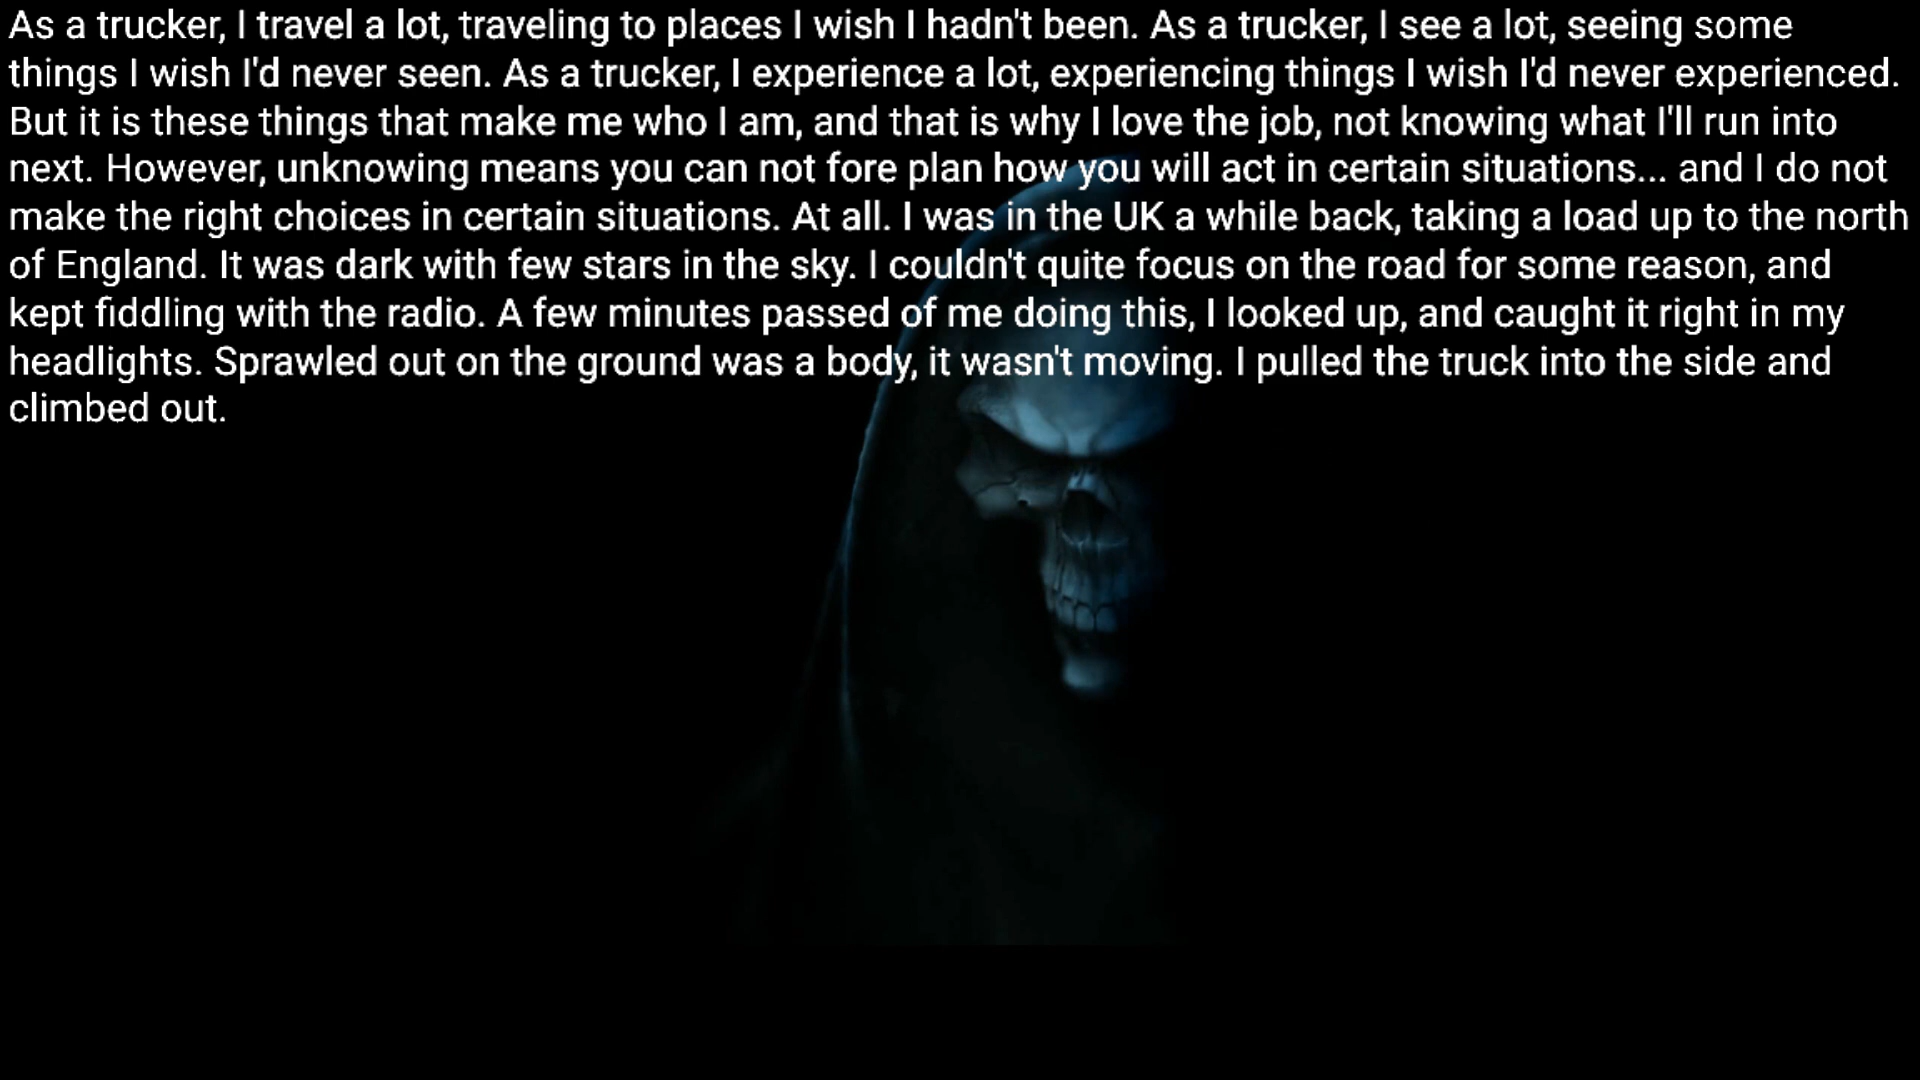 As a trucker, I travel a lot, traveling to places I wish I hadn't been. As a trucker, I see a lot, seeing some
things I wish I'd never seen. As a trucker, I experience a lot, experiencing things I wish I'd never experienced.
But it is these things that make me who I am, and that is why I love the job, not knowing what I'll run into
next. However, unknowing means you can not fore plan how you will act in certain situations... and I do not
make the right choices in certain situations. At all. I was in the UK a while back, taking a load up to the north
of England. It was dark with few stars in the sky. I couldn't quite focus on the road for some reason, and
kept fiddling with the radio. A few minutes passed of me doing this, I looked up, and caught it right in my
headlights. Sprawled out on the ground was a body, it wasn't moving. I pulled the truck into the side and
climbed out.